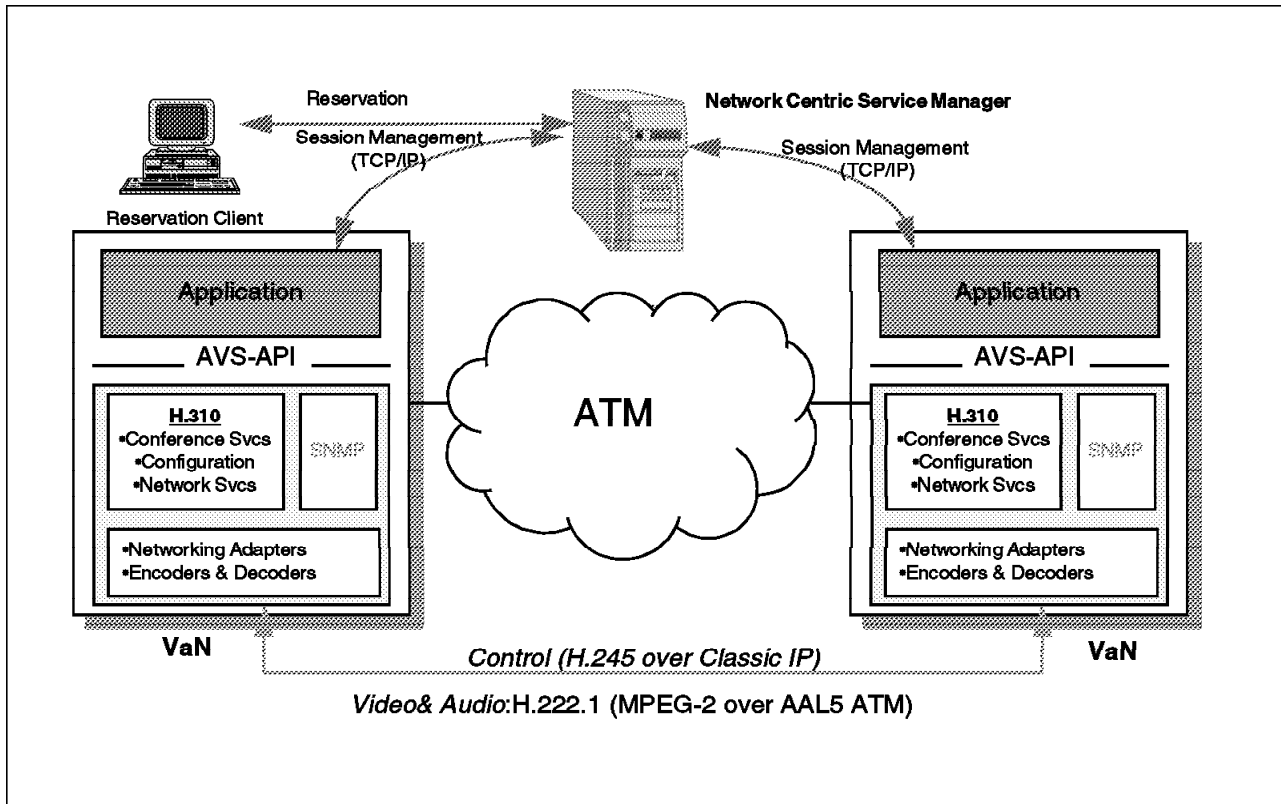 Reservation
Network Centric Service Manager
Session Management
(TCP/IP)
Session Management
(TCP/IP)
Reservation Client
Application
AVS-API
H.310
•Conference Svcs
•Configuration
•Network Svcs
SNMP
•Networking Adapters
•Encoders & Decoders
VaN
ATM
Application
AVS-API
H.310
•Conference Svcs
•Configuration
•Network Svcs
SNMP
•Networking Adapters
•Encoders & Decoders
VaN
Control (H.245 over Classic IP)
Video& Audio:H.222.1 (MPEG-2 over AAL5 ATM)